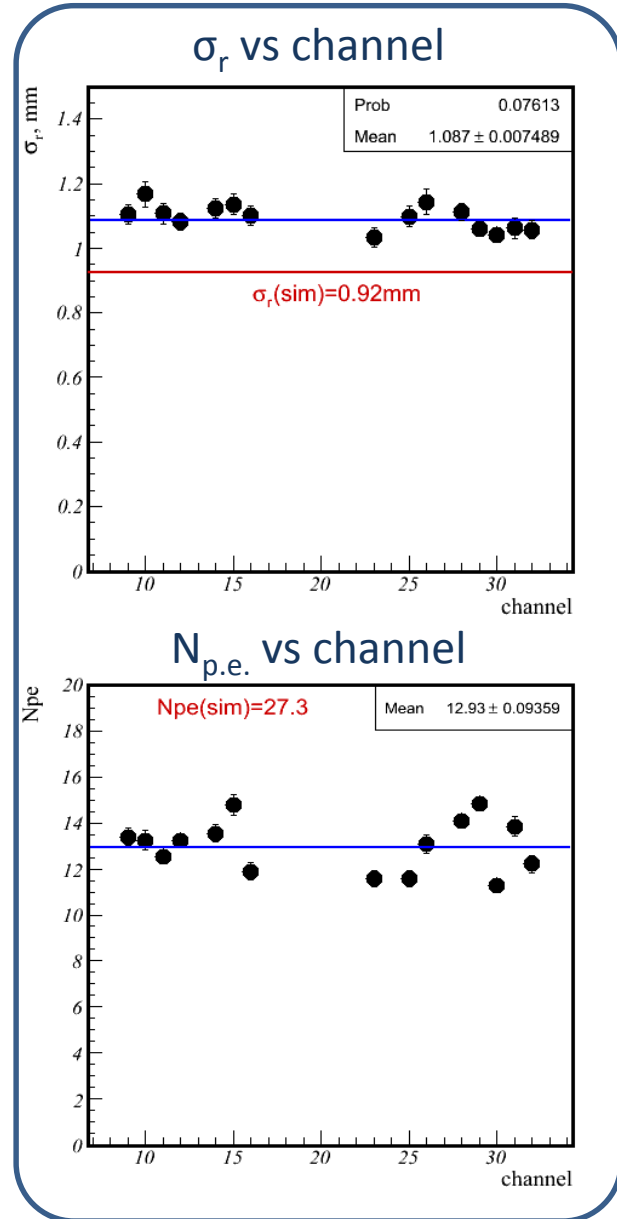 σr vs channel
σr, mm
Prob 0.07613
Mean 1.087 ± 0.007489
1.4
1.2
1
0.8
0.6
0.4
0.2
0
σr(sim)=0.92mm
10 15 20 25 30
channel
Np.e. vs channel
Npe
Npe(sim)=27.3
Mean 12.93 ± 0.09359
20
18
16
14
12
10
8
6
4
2
0
10 15 20 25 30
channel